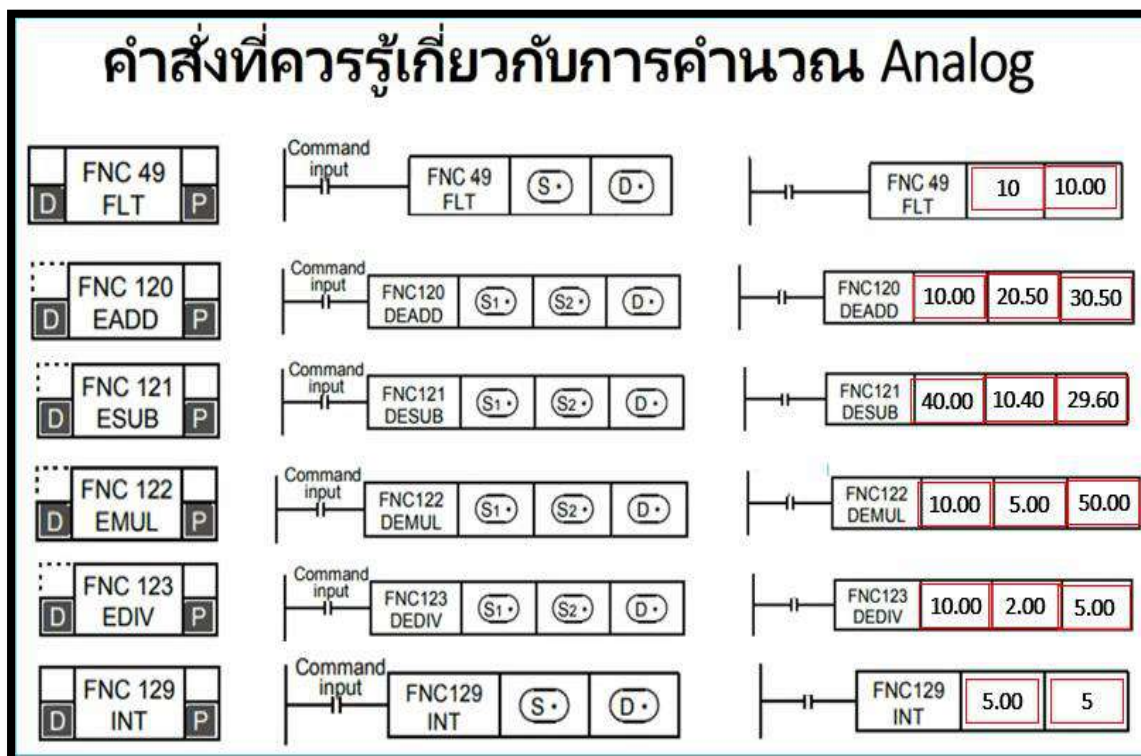 คำสั่งที่ควรรู้เกี่ยวกับการคำนวณ Analog
FNC 49
FLT
D
P
Command
input
FNC 49
FLT
S•
D•
FNC 49
FLT
10
10.00
FNC 120
EADD
D
P
Command
input
FNC120
DEADD
S1•
S2•
D•
FNC120
DEADD
10.00
20.50
30.50
FNC 121
ESUB
D
P
Command
input
FNC121
DESUB
S1•
S2•
D•
FNC121
DESUB
40.00
10.40
29.60
FNC 122
EMUL
D
P
Command
input
FNC122
DEMUL
S1•
S2•
D•
FNC122
DEMUL
10.00
5.00
50.00
FNC 123
EDIV
D
P
Command
input
FNC123
DEDIV
S1•
S2•
D•
FNC123
DEDIV
10.00
2.00
5.00
FNC 129
INT
D
P
Command
input
FNC129
INT
S•
D•
FNC129
INT
5.00
5